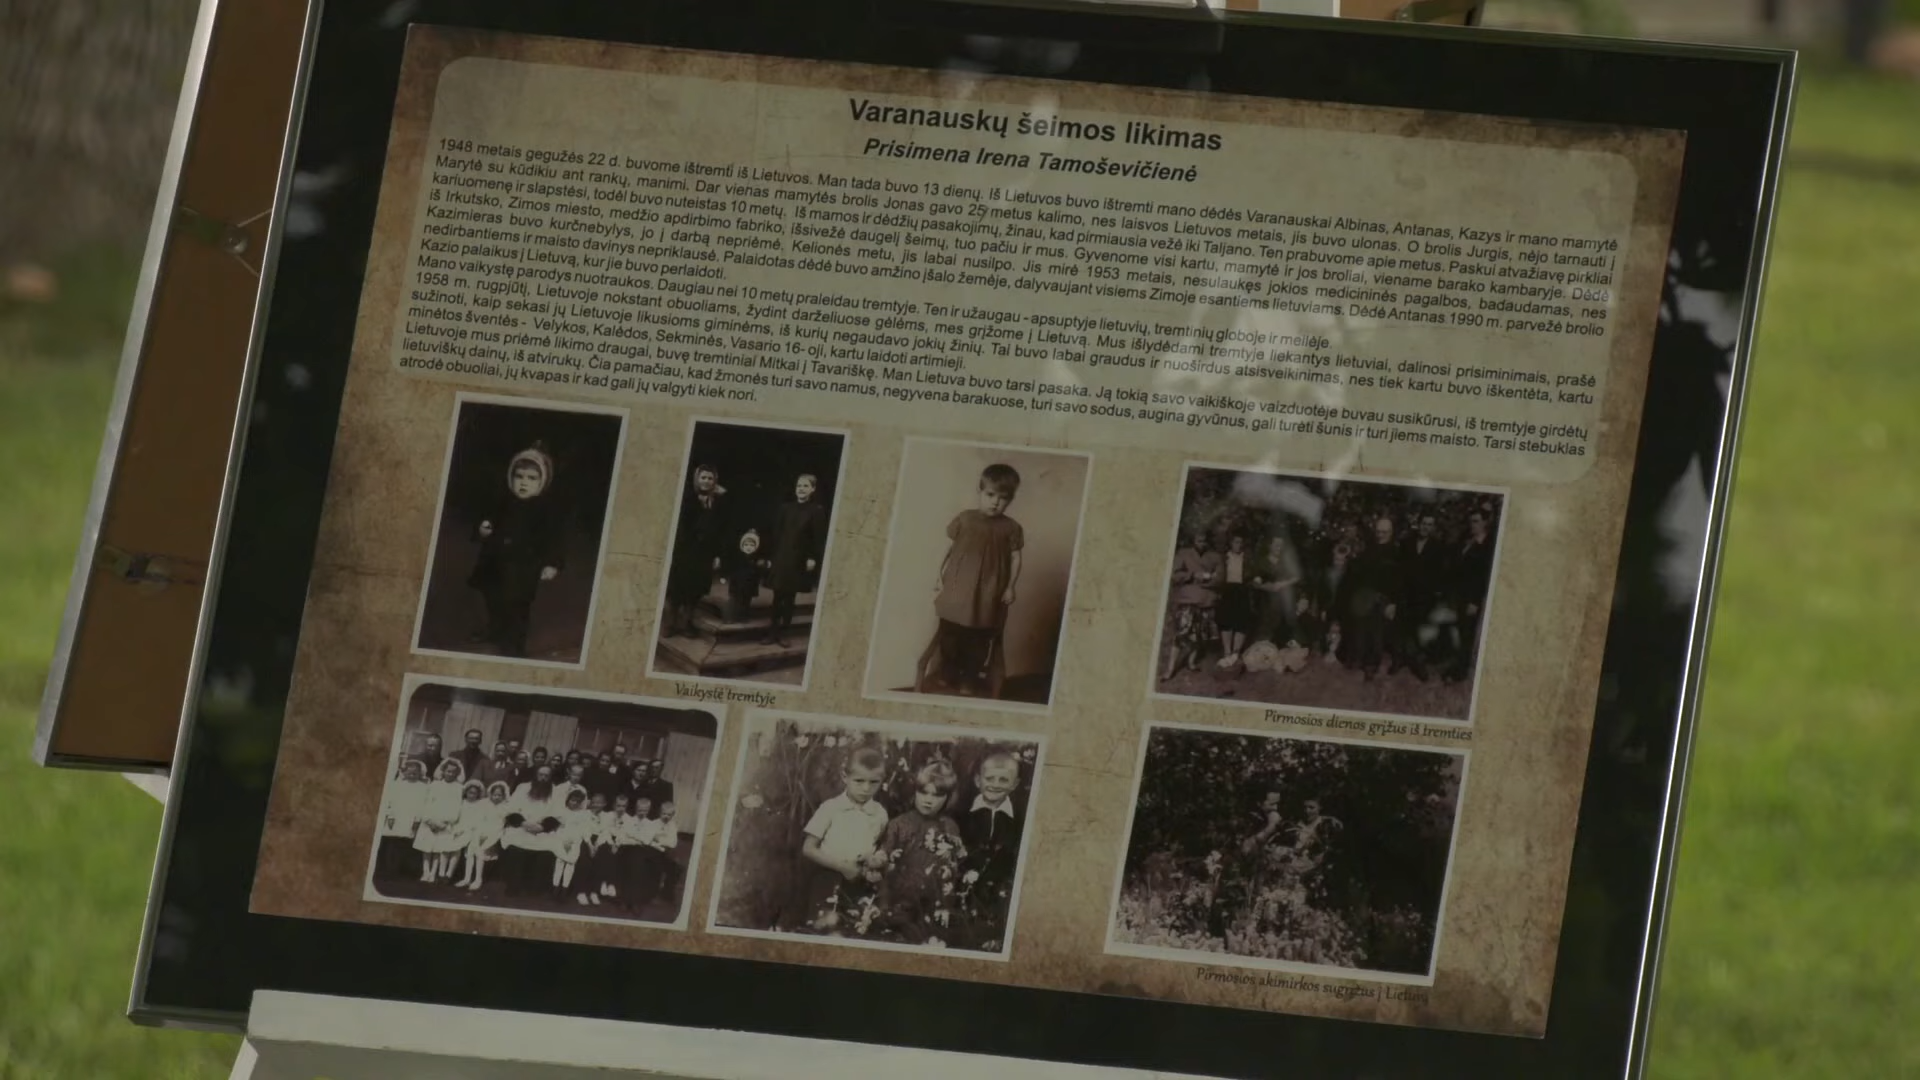 Varanauskų šeimos likimas
Prisimena Irena Tamoševičienė
1948 metais gegužės 22 d. buvome ištremti iš Lietuvos. Man tada buvo 13 dienų. Iš Lietuvos buvo ištremti mano dėdės Varanauskai Albinas, Antanas, Kazys ir mano mamytė
Marytė su kūdikiu ant rankų, manimi. Dar vienas mamytės brolis Jonas gavo 25 metus kalimo, nes laisvos Lietuvos metais, jis buvo ulonas. O brolis Jurgis, nėjo tarnauti į
kariuomenę ir slapstėsi, todėl buvo nuteistas 10 metų. Iš mamos ir dėdžių pasakojimų, žinau, kad pirmiausia vežė iki Taljano. Ten prabuvome apie metus. Paskui atvažiavę pirkliai
iš Irkutsko, Zimos miesto, medžio apdirbimo fabriko, išsivežė daugelį šeimų, tuo pačiu ir mus. Gyvenome visi kartu, mamytė ir jos broliai, viename barako kambaryje. Dėdė
Kazimieras buvo kurčnebylys, jo į darbą nepriėmė. Kelionės metu, jis labai nusilpo. Jis mirė 1953 metais, nesulaukęs jokios medicininės pagalbos, badaudamas, nes
nedirbantiems ir maisto davinys nepriklausė. Palaidotas dėdė buvo amžino įšalo žemėje, dalyvaujant visiems Zimoje esantiems lietuviams. Dėdė Antanas 1990 m. parvežė brolio
Kazio palaikus į Lietuvą, kur jie buvo perlaidoti.
Mano vaikystę parodys nuotraukos. Daugiau nei 10 metų praleidau tremtyje. Ten ir užaugau - apsuptyje lietuvių, tremtinių globoje ir meilėje.
1958 m. rugpjūtį, Lietuvoje nokstant obuoliams, žydint darželiuose gėlėms, mes grįžome į Lietuvą. Mus išlydėdami tremtyje liekantys lietuviai, dalinosi prisiminimais, prašė
sužinoti, kaip sekasi jų Lietuvoje likusioms giminėms, iš kurių negaudavo jokių žinių. Tai buvo labai graudus ir nuoširdus atsisveikinimas, nes tiek kartu buvo iškentėta, kartu
minėtos šventės - Velykos, Kalėdos, Sekminės, Vasario 16- oji, kartu laidoti artimieji.
Lietuvoje mus priėmė likimo draugai, buvę tremtiniai Mitkai į Tavariškę. Man Lietuva buvo tarsi pasaka. Ją tokią savo vaikiškoje vaizduotėje buvau susikūrusi, iš tremtyje girdėtų
lietuviškų dainų, iš atvirukų. Čia pamačiau, kad žmonės turi savo namus, negyvena barakuose, turi savo sodus, augina gyvūnus, gali turėti šunis ir turi jiems maisto. Tarsi stebuklas
atrodė obuoliai, jų kvapas ir kad gali jų valgyti kiek nori.
Vaikystė tremtyje
Pirmosios dienos grįžus iš tremties
Pirmosios akimirkos sugrįžus į Lietuvą